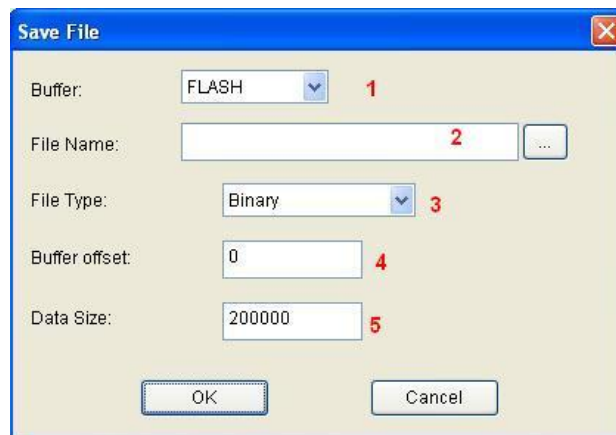 Save File
Buffer: FLASH 1
File Name: 2 ...
File Type: Binary 3
Buffer offset: 0 4
Data Size: 200000 5
OK Cancel